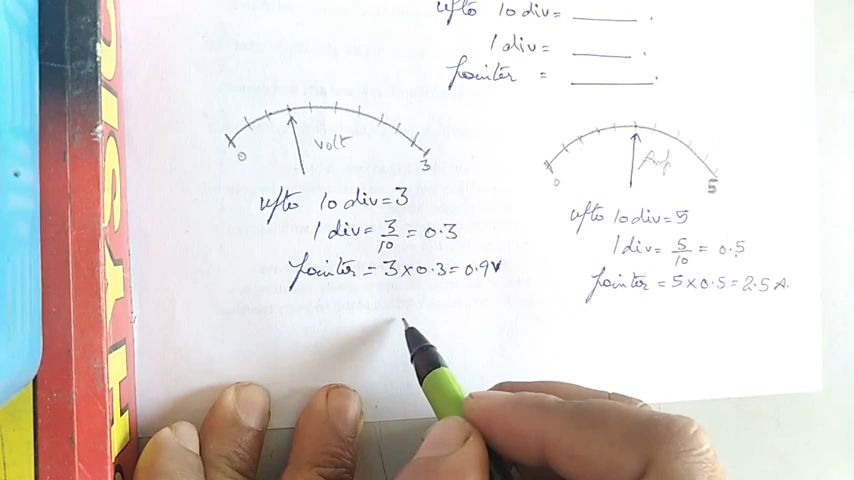 upto 10 div = ______ .
1 div = ______ .
pointer = ______ .
volt
0
3
upto 10 div = 3
1 div = 3/10 = 0.3
pointer = 3 × 0.3 = 0.9V
Amp
0
5
upto 10 div = 5
1 div = 5/10 = 0.5
pointer = 5 × 0.5 = 2.5 A.